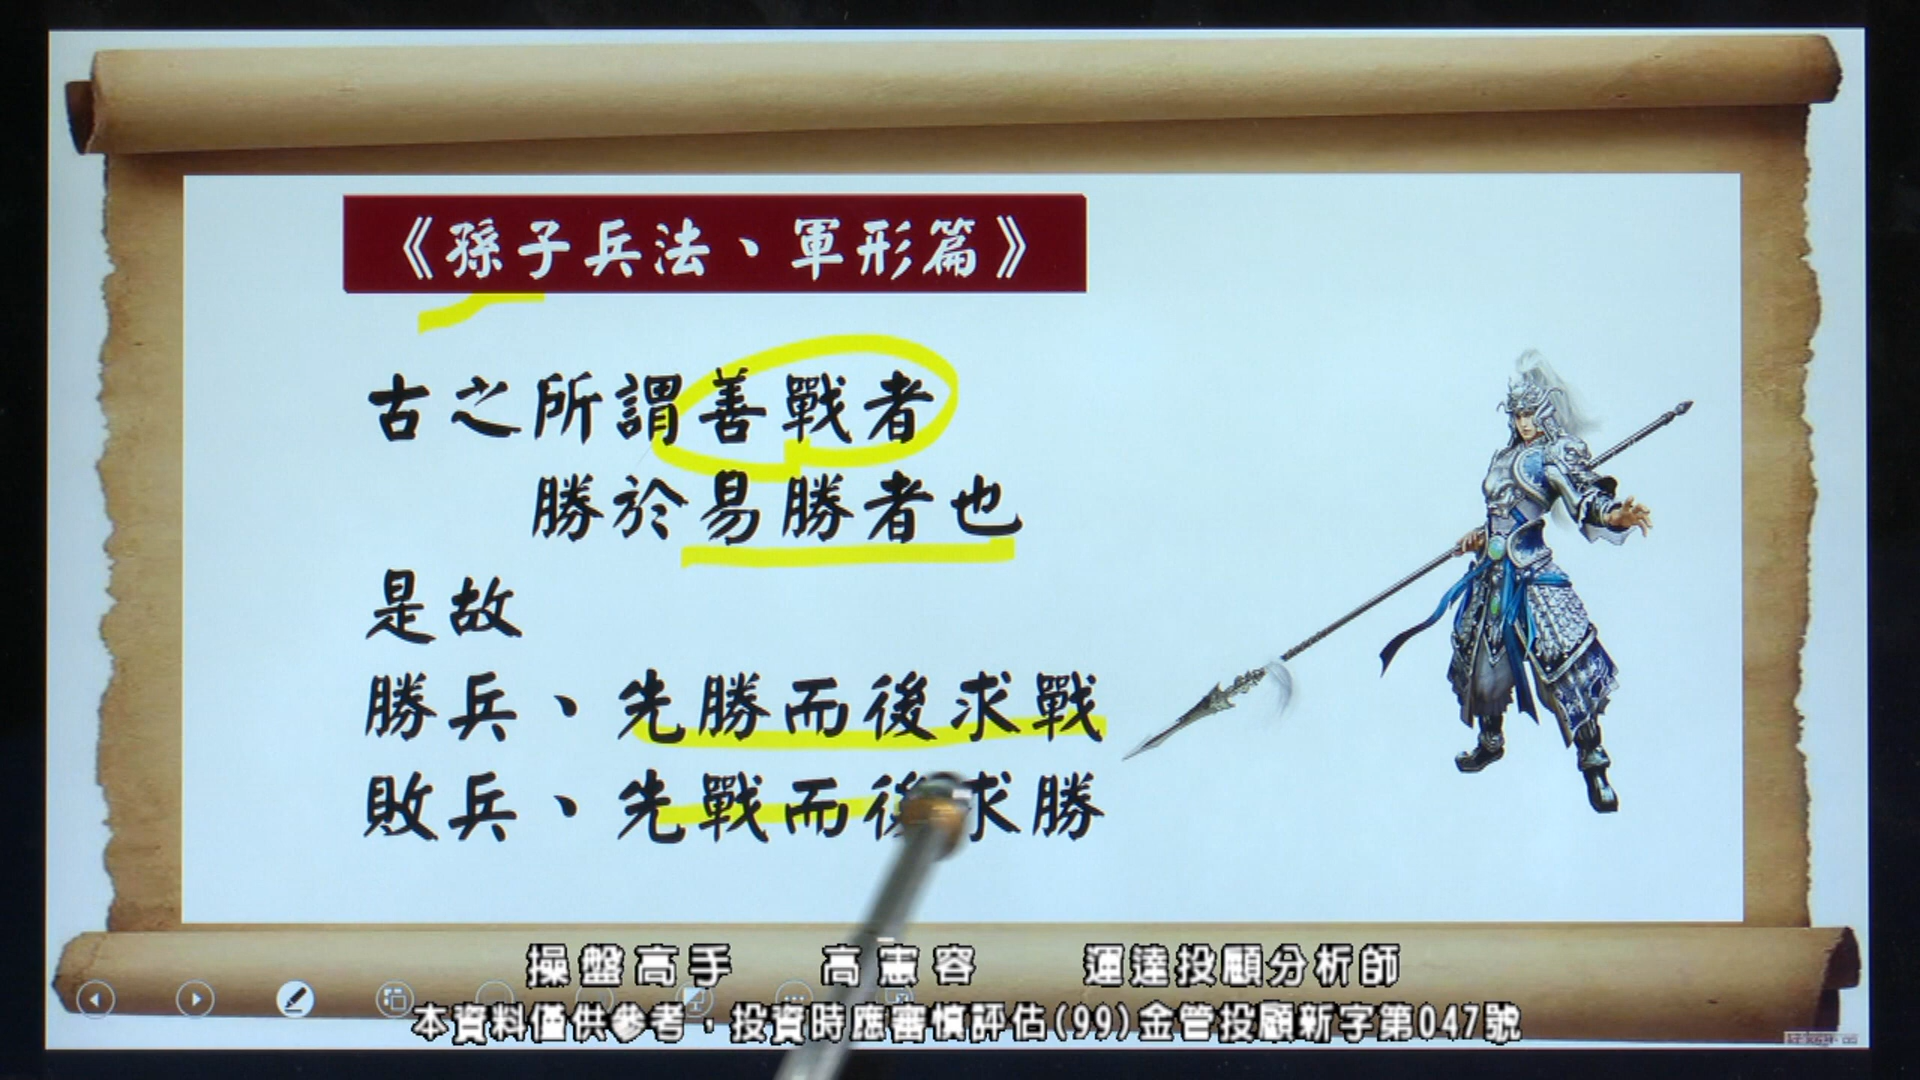 《孫子兵法、軍形篇》
古之所謂善戰者
勝於易勝者也
是故
勝兵、先勝而後求戰
敗兵、先戰而後求勝
操盤高手 高憲容 運達投顧分析師
本資料僅供參考，投資時應審慎評估(99)金管投顧新字第047號